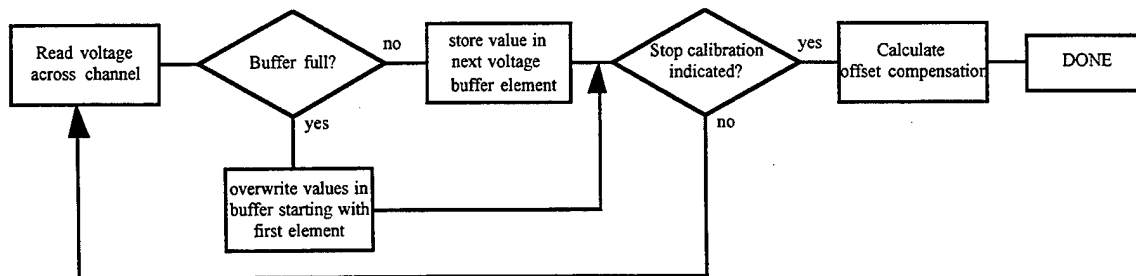 Read voltage
across channel
Buffer full?
no
yes
store value in
next voltage
buffer element
overwrite values in
buffer starting with
first element
Stop calibration
indicated?
yes
no
Calculate
offset compensation
DONE